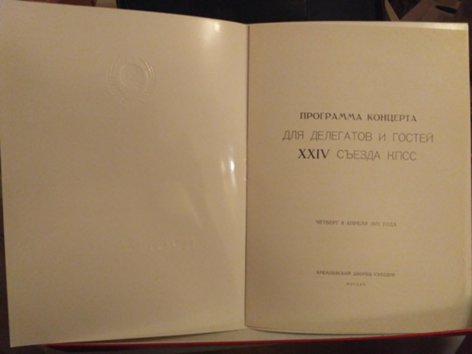 ПРОГРАММА КОНЦЕРТА
ДЛЯ ДЕЛЕГАТОВ И ГОСТЕЙ
XXIV СЪЕЗДА КПСС
ЧЕТВЕРГ 8 АПРЕЛЯ 1971 ГОДА
КРЕМЛЕВСКИЙ ДВОРЕЦ СЪЕЗДОВ
МОСКВА